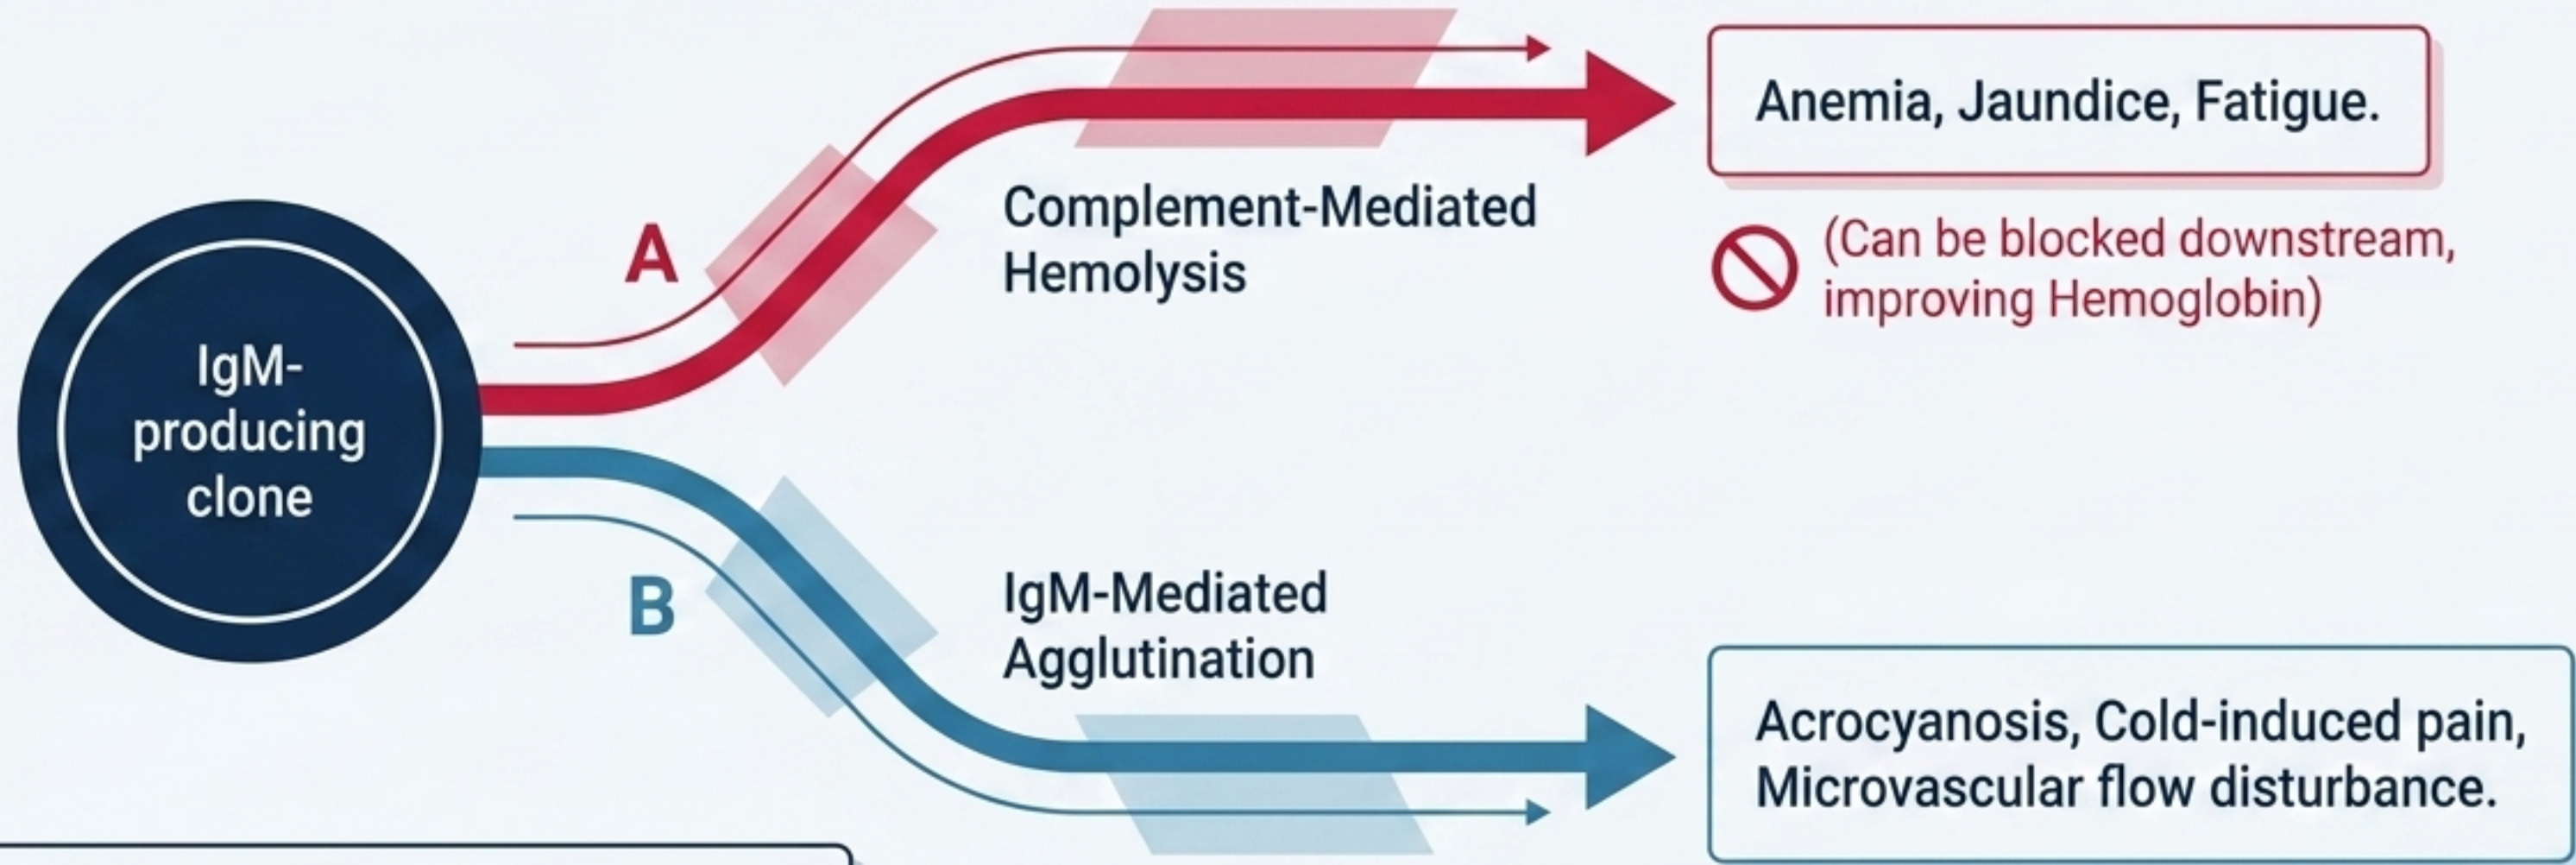 IgM-
producing
clone
A
Complement-Mediated
Hemolysis
Anemia, Jaundice, Fatigue.
(Can be blocked downstream,
improving Hemoglobin)
B
IgM-Mediated
Agglutination
Acrocyanosis, Cold-induced pain,
Microvascular flow disturbance.